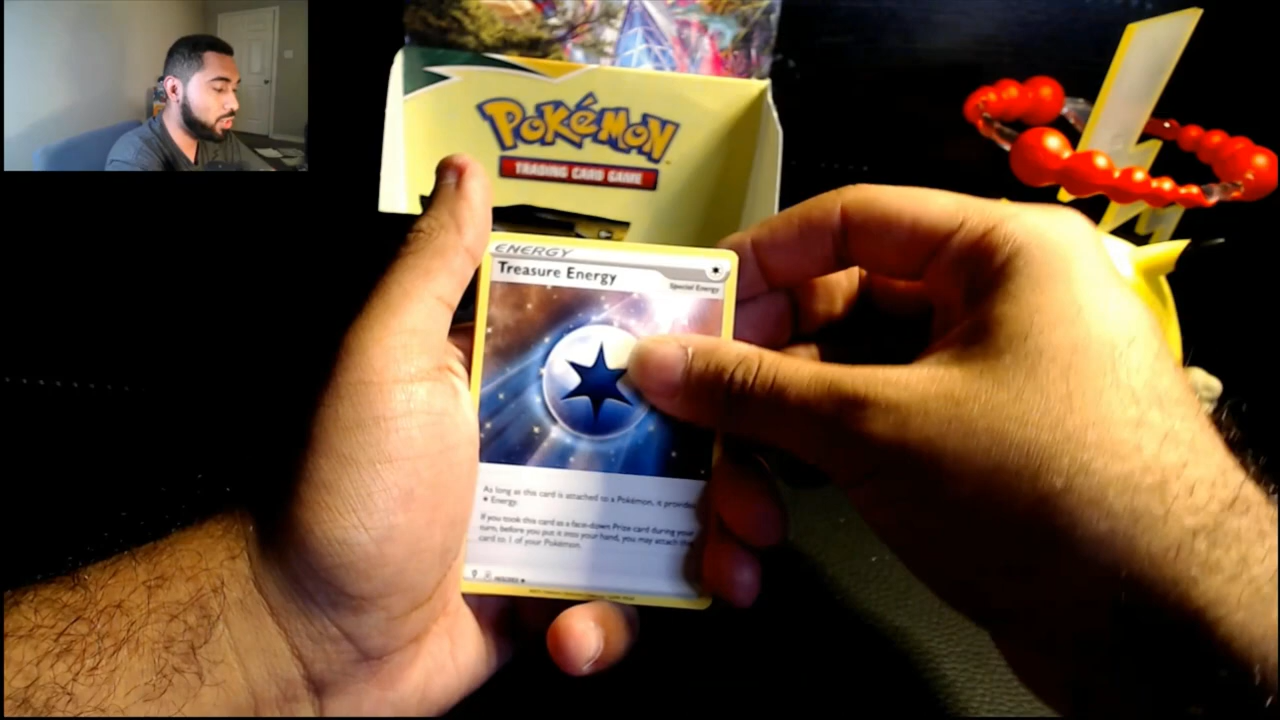 POKéMON
TRADING CARD GAME
ENERGY
Treasure Energy
Special Energy
As long as this card is attached to a Pokémon, it provides
Energy.
If you took this card as a face-down Prize card during your
turn, before you put it into your hand, you may attach this
card to 1 of your Pokémon.